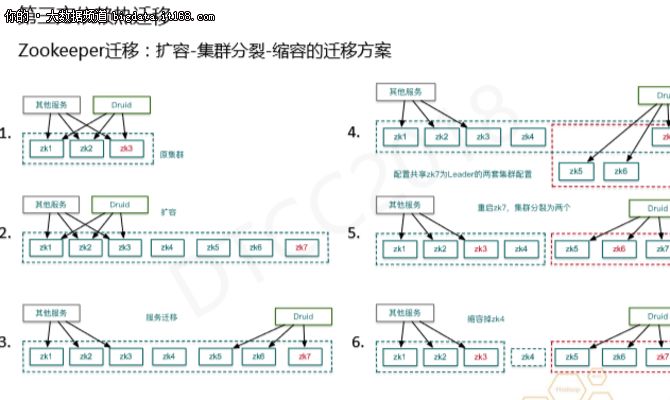 你的·大数据频道(bigdata.it168.com)
Zookeeper迁移：扩容-集群分裂-缩容的迁移方案
1.
其他服务 Druid
zk1 zk2 zk3
原集群
2.
其他服务 Druid
扩容
zk1 zk2 zk3 zk4 zk5 zk6 zk7
3.
其他服务 服务迁移 Druid
zk1 zk2 zk3 zk4 zk5 zk6 zk7
4.
其他服务 Dru
zk1 zk2 zk3 zk4
zk5 zk6
配置共享zk7为Leader的两套集群配置
5.
其他服务 重启zk7，集群分裂为两个 Druid
zk1 zk2 zk3 zk4 zk5 zk6 zk7
6.
其他服务 缩容掉zk4 Druid
zk1 zk2 zk3 zk4 zk5 zk6 zk7
DTCC2018
Hadoop